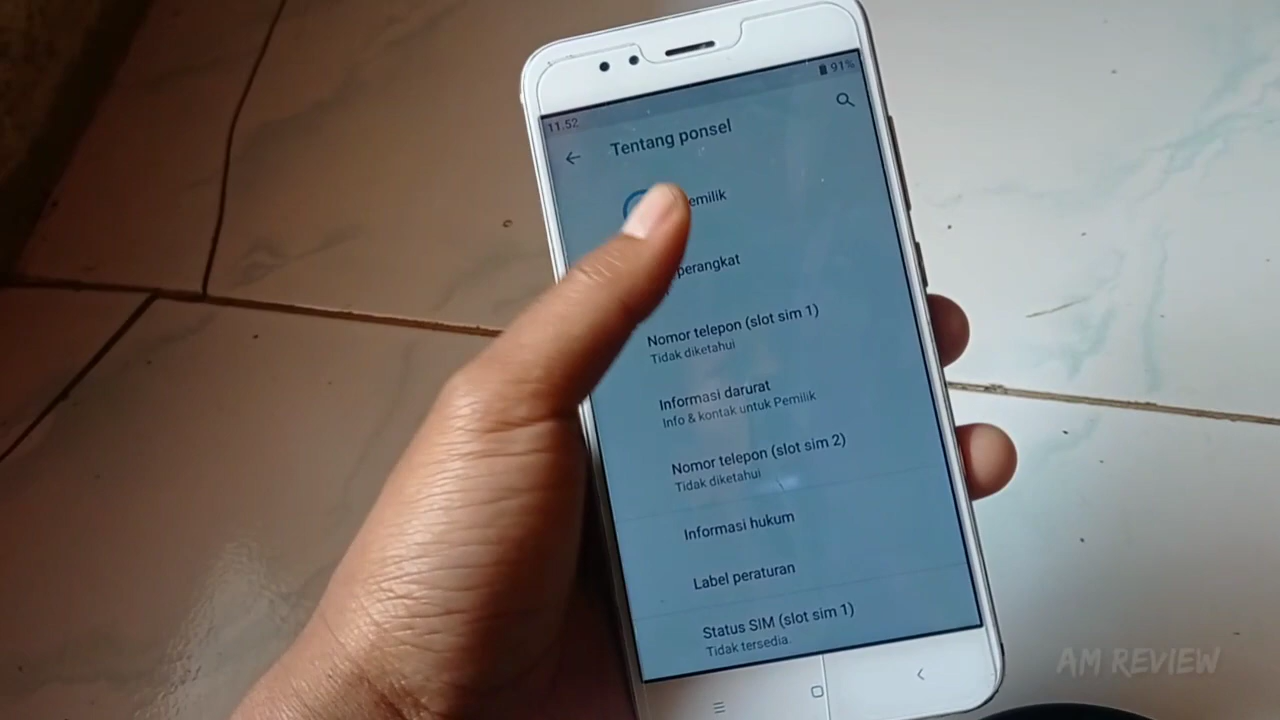 11.52
91%
Tentang ponsel
perangkat
Nomor telepon (slot sim 1)
Tidak diketahui
Informasi darurat
Info & kontak untuk Pemilik
Nomor telepon (slot sim 2)
Tidak diketahui
Informasi hukum
Label peraturan
Status SIM (slot sim 1)
Tidak tersedia.
AM REVIEW